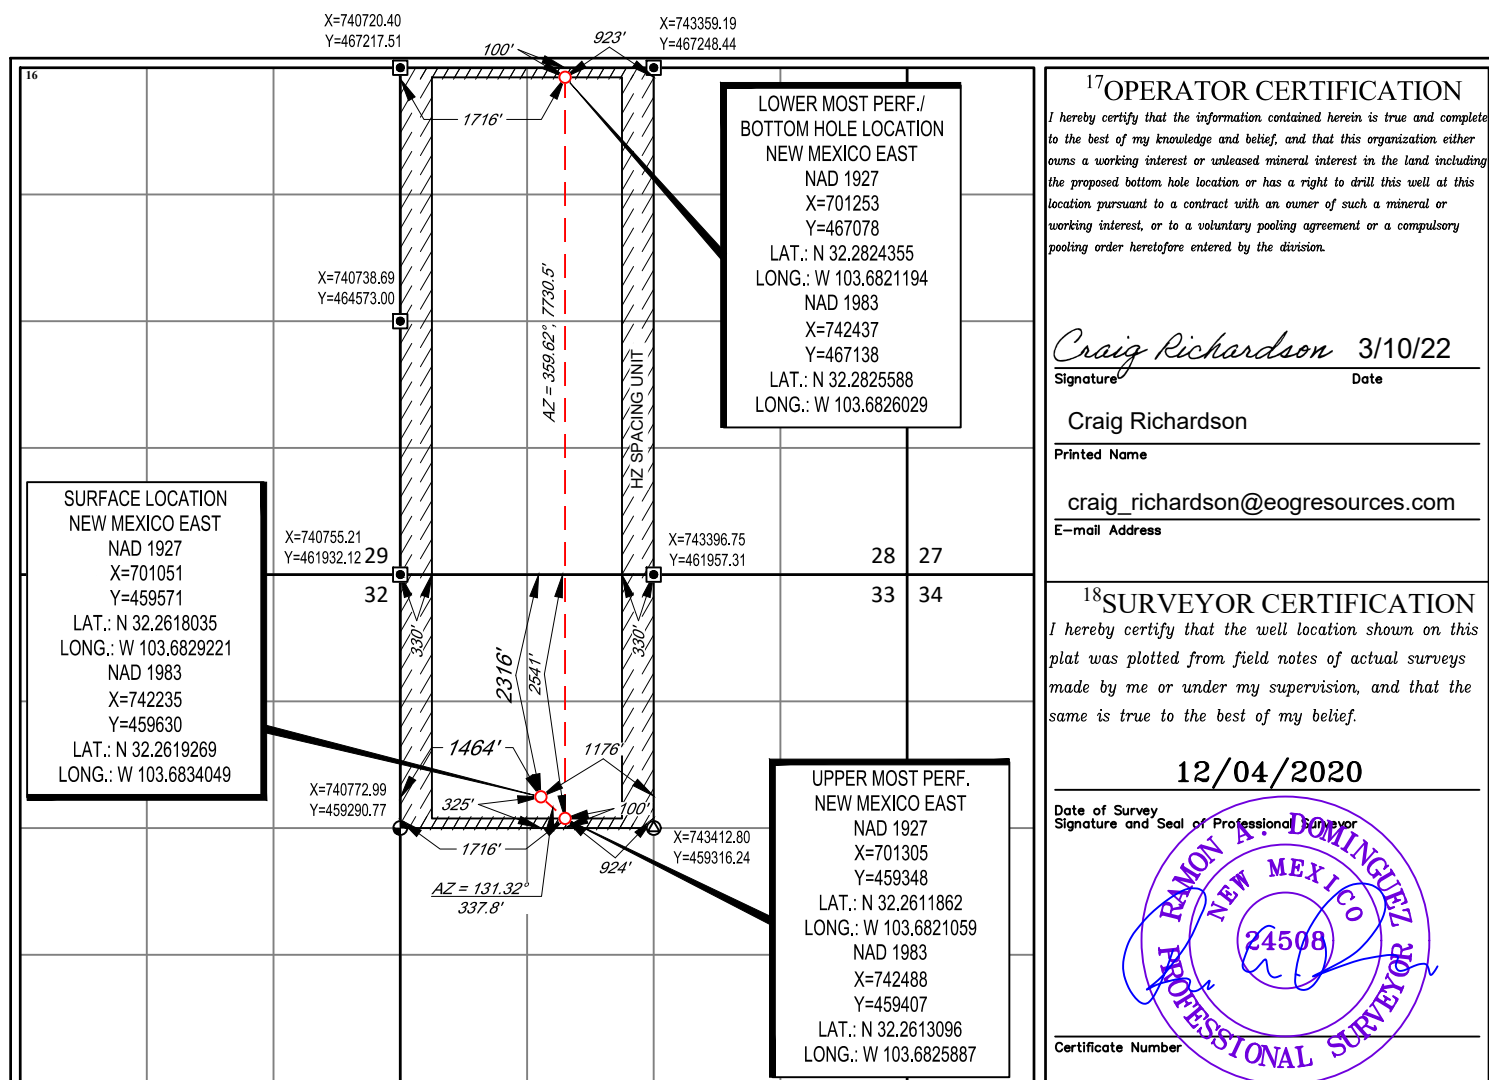 X=740720.40
Y=467217.51
X=743359.19
Y=467248.44
100'
923'
16
1716'
LOWER MOST PERF./
BOTTOM HOLE LOCATION
NEW MEXICO EAST
NAD 1927
X=701253
Y=467078
LAT.: N 32.2824355
LONG.: W 103.6821194
NAD 1983
X=742437
Y=467138
LAT.: N 32.2825588
LONG.: W 103.6826029
X=740738.69
Y=464573.00
AZ = 359.62°, 7730.5'
HZ SPACING UNIT
SURFACE LOCATION
NEW MEXICO EAST
NAD 1927
X=701051
Y=459571
LAT.: N 32.2618035
LONG.: W 103.6829221
NAD 1983
X=742235
Y=459630
LAT.: N 32.2619269
LONG.: W 103.6834049
X=740755.21
Y=461932.12
29
32
X=743396.75
Y=461957.31
28 27
33 34
330'
2316'
2541'
330'
1464'
1176'
X=740772.99
Y=459290.77
325'
100'
1716'
924'
X=743412.80
Y=459316.24
AZ = 131.32°
337.8'
UPPER MOST PERF.
NEW MEXICO EAST
NAD 1927
X=701305
Y=459348
LAT.: N 32.2611862
LONG.: W 103.6821059
NAD 1983
X=742488
Y=459407
LAT.: N 32.2613096
LONG.: W 103.6825887
17OPERATOR CERTIFICATION
I hereby certify that the information contained herein is true and complete
to the best of my knowledge and belief, and that this organization either
owns a working interest or unleased mineral interest in the land including
the proposed bottom hole location or has a right to drill this well at this
location pursuant to a contract with an owner of such a mineral or
working interest, or to a voluntary pooling agreement or a compulsory
pooling order heretofore entered by the division.
Craig Richardson 3/10/22
Signature Date
Craig Richardson
Printed Name
craig_richardson@eogresources.com
E-mail Address
18SURVEYOR CERTIFICATION
I hereby certify that the well location shown on this
plat was plotted from field notes of actual surveys
made by me or under my supervision, and that the
same is true to the best of my belief.
12/04/2020
Date of Survey
Signature and Seal of Professional Surveyor
RAMON A. DOMINGUEZ
NEW MEXICO
24508
PROFESSIONAL SURVEYOR
Certificate Number